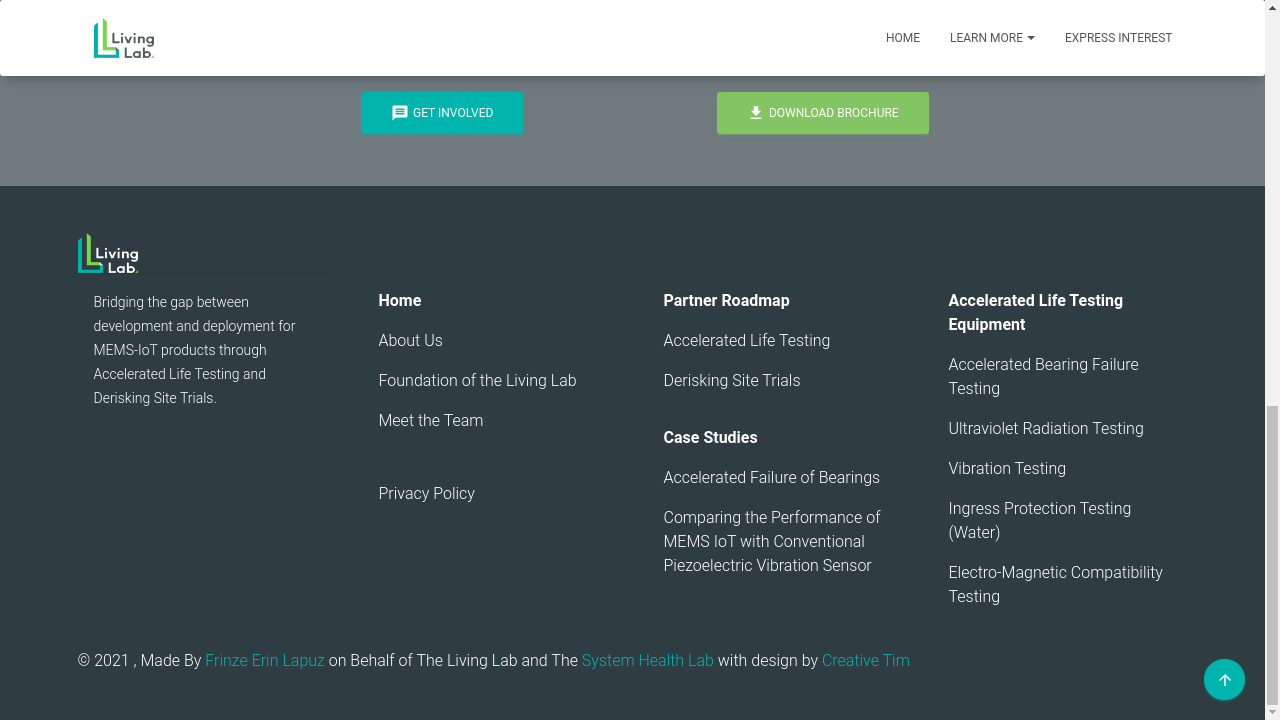 Living
Lab.
HOME
LEARN MORE
EXPRESS INTEREST
GET INVOLVED
DOWNLOAD BROCHURE
Living
Lab.
Bridging the gap between
development and deployment for
MEMS-IoT products through
Accelerated Life Testing and
Derisking Site Trials.
Home
About Us
Foundation of the Living Lab
Meet the Team
Privacy Policy
Partner Roadmap
Accelerated Life Testing
Derisking Site Trials
Case Studies
Accelerated Failure of Bearings
Comparing the Performance of
MEMS IoT with Conventional
Piezoelectric Vibration Sensor
Accelerated Life Testing
Equipment
Accelerated Bearing Failure
Testing
Ultraviolet Radiation Testing
Vibration Testing
Ingress Protection Testing
(Water)
Electro-Magnetic Compatibility
Testing
© 2021 , Made By Frinze Erin Lapuz on Behalf of The Living Lab and The System Health Lab with design by Creative Tim